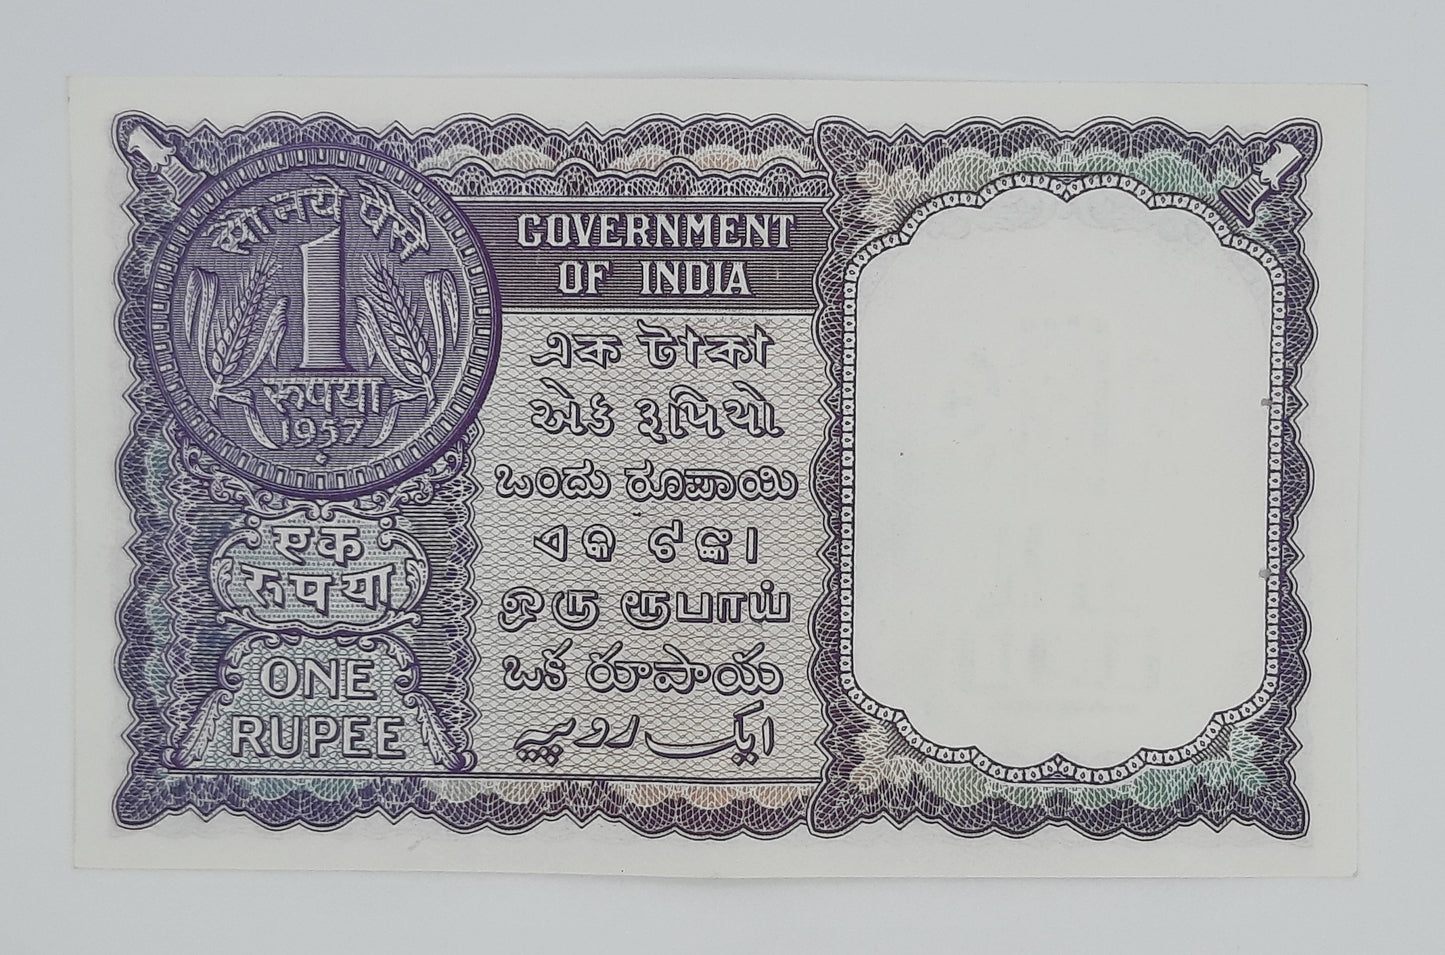 सौ नये पैसे
1
रूपया
1957
एक
रूपया
ONE
RUPEE
GOVERNMENT
OF INDIA
এক টাকা
એક રૂપિયો
ಒಂದು ರೂಪಾಯಿ
ଏକ ଟଙ୍କା
ஒரு ரூபாய்
ఒక రూపాయ
ایک روپیہ